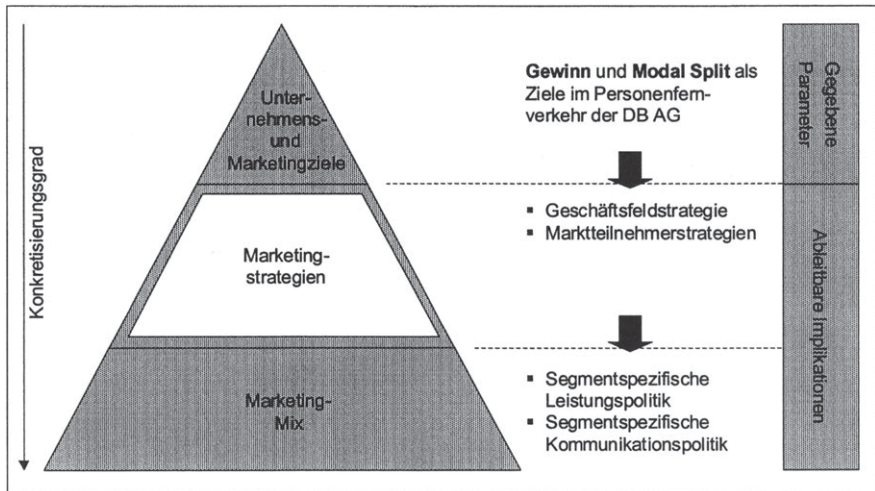 Konkretisierungsgrad
Unter-
nehmens-
und
Marketingziele
Gewinn und Modal Split als
Ziele im Personenfern-
verkehr der DB AG
Gegebene
Parameter
Marketing-
strategien
▪ Geschäftsfeldstrategie
▪ Marktteilnehmerstrategien
Ableitbare Implikationen
Marketing-
Mix
▪ Segmentspezifische
Leistungspolitik
▪ Segmentspezifische
Kommunikationspolitik